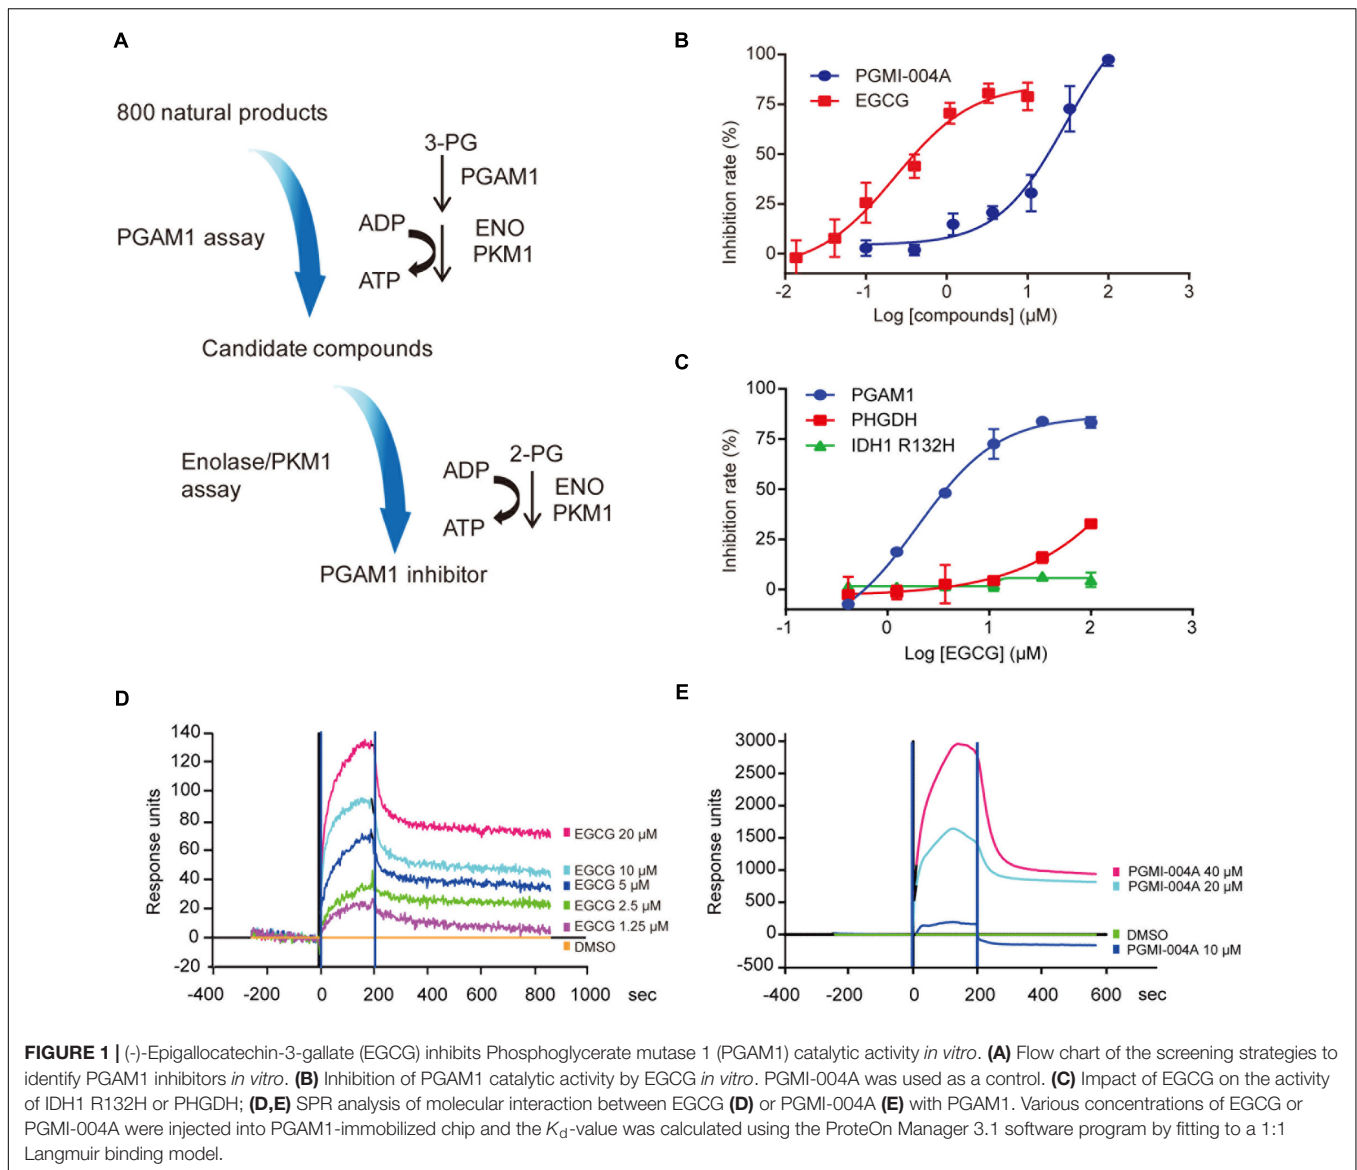 A
800 natural products
3-PG
PGAM1
PGAM1 assay
ADP
ATP
ENO
PKM1
Candidate compounds
Enolase/PKM1
assay
2-PG
ADP
ATP
ENO
PKM1
PGAM1 inhibitor
B
PGMI-004A
EGCG
Inhibition rate (%)
100
75
50
25
0
-2 -1 0 1 2 3
Log [compounds] (µM)
C
PGAM1
PHGDH
IDH1 R132H
Inhibition rate (%)
100
75
50
25
0
-1 0 1 2 3
Log [EGCG] (µM)
D
Response units
140
120
100
80
60
40
20
0
-20
-400 -200 0 200 400 600 800 1000 sec
EGCG 20 µM
EGCG 10 µM
EGCG 5 µM
EGCG 2.5 µM
EGCG 1.25 µM
DMSO
E
Response units
3000
2500
2000
1500
1000
500
0
-500
-400 -200 0 200 400 600 sec
PGMI-004A 40 µM
PGMI-004A 20 µM
DMSO
PGMI-004A 10 µM
FIGURE 1 | (-)-Epigallocatechin-3-gallate (EGCG) inhibits Phosphoglycerate mutase 1 (PGAM1) catalytic activity in vitro. (A) Flow chart of the screening strategies to
identify PGAM1 inhibitors in vitro. (B) Inhibition of PGAM1 catalytic activity by EGCG in vitro. PGMI-004A was used as a control. (C) Impact of EGCG on the activity
of IDH1 R132H or PHGDH; (D,E) SPR analysis of molecular interaction between EGCG (D) or PGMI-004A (E) with PGAM1. Various concentrations of EGCG or
PGMI-004A were injected into PGAM1-immobilized chip and the Kd-value was calculated using the ProteOn Manager 3.1 software program by fitting to a 1:1
Langmuir binding model.